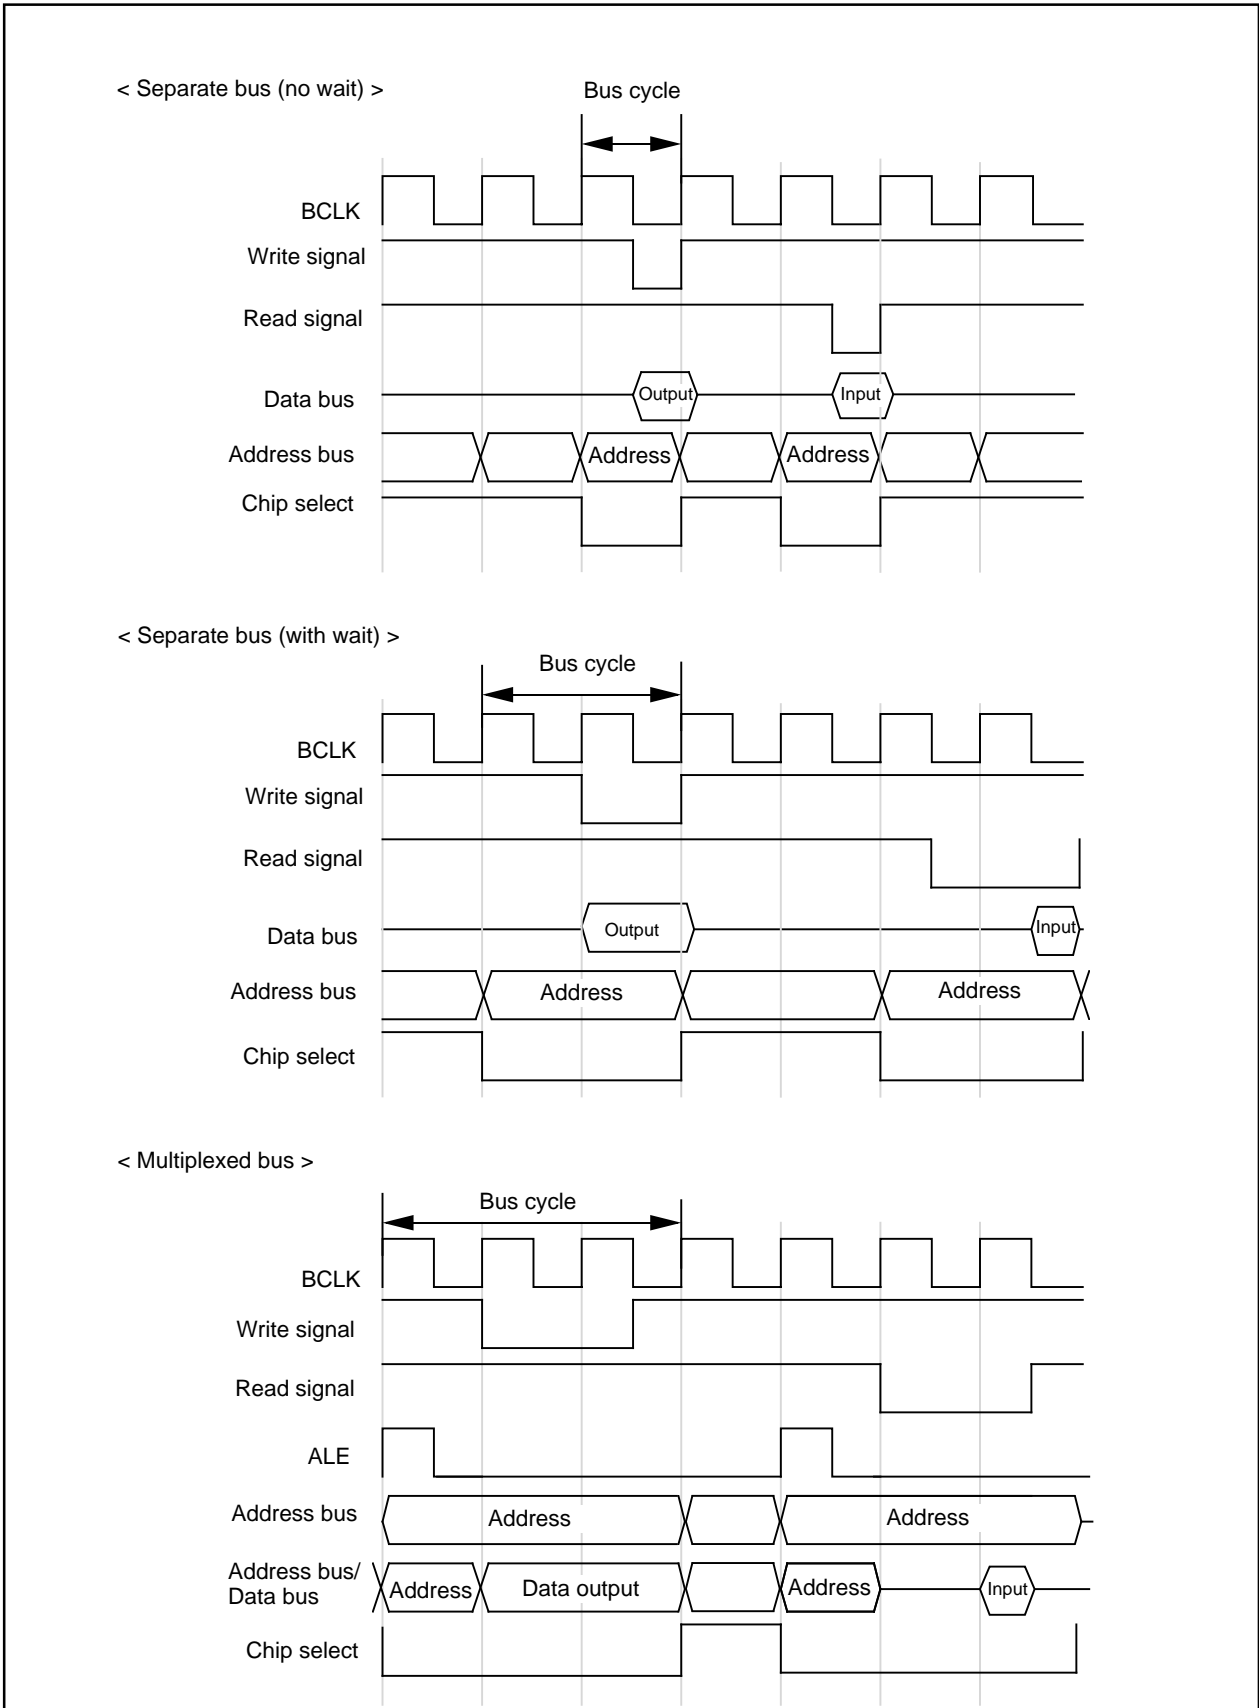 < Separate bus (no wait) >
Bus cycle
BCLK
Write signal
Read signal
Data bus
Output
Input
Address bus
Address
Address
Chip select
< Separate bus (with wait) >
Bus cycle
BCLK
Write signal
Read signal
Data bus
Output
Input
Address bus
Address
Address
Chip select
< Multiplexed bus >
Bus cycle
BCLK
Write signal
Read signal
ALE
Address bus
Address
Address
Address bus/
Data bus
Address
Data output
Address
Input
Chip select